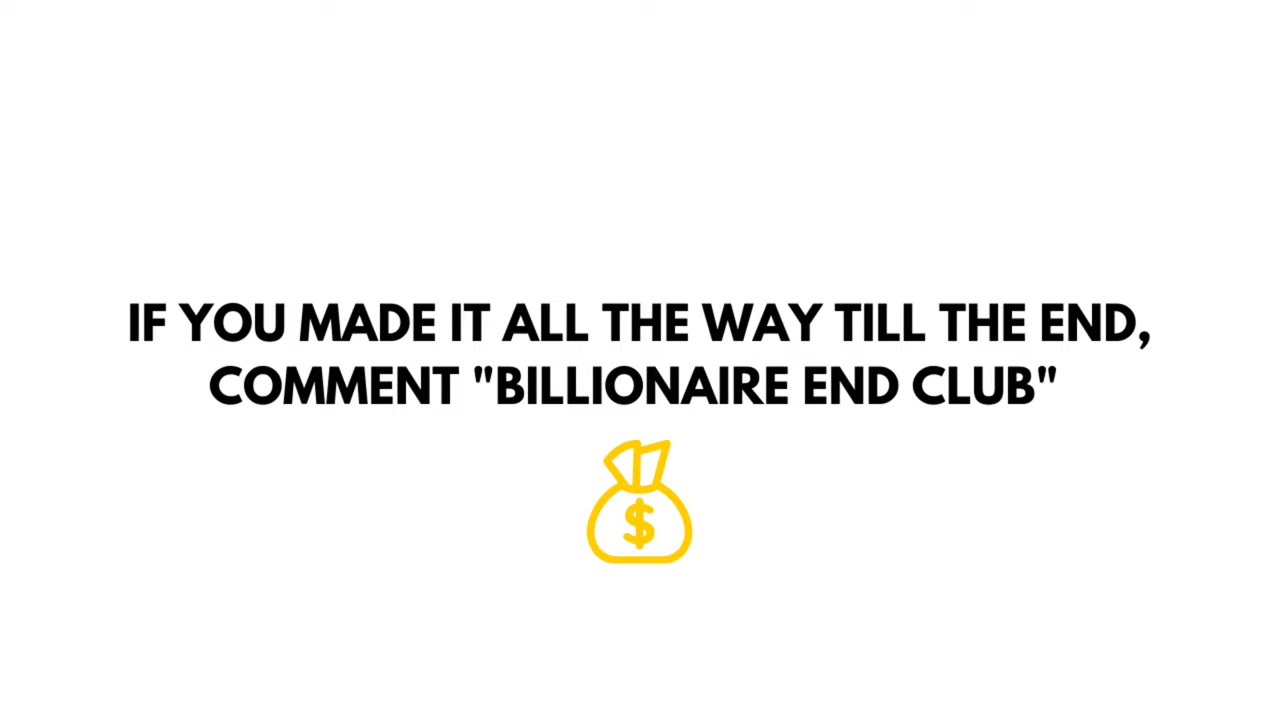 IF YOU MADE IT ALL THE WAY TILL THE END,
COMMENT "BILLIONAIRE END CLUB"
$